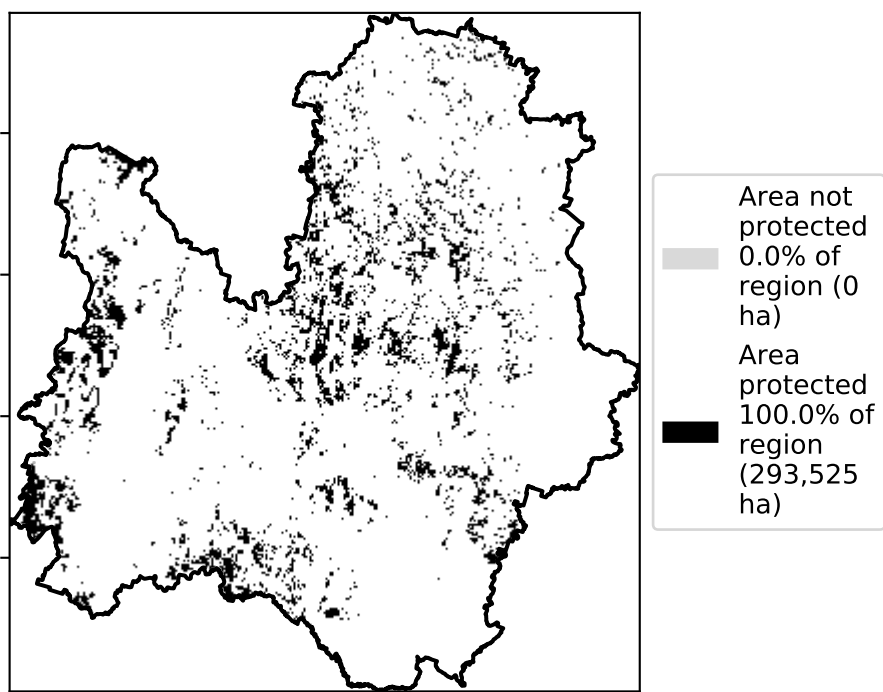 Area not
protected
0.0% of
region (0
ha)
Area
protected
100.0% of
region
(293,525
ha)